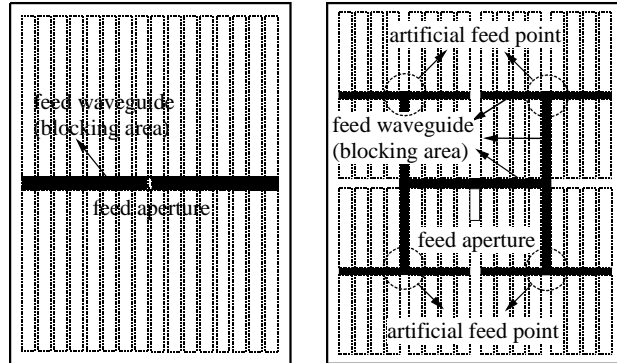 feed waveguide
(blocking area)
feed aperture
artificial feed point
feed waveguide
(blocking area)
feed aperture
artificial feed point